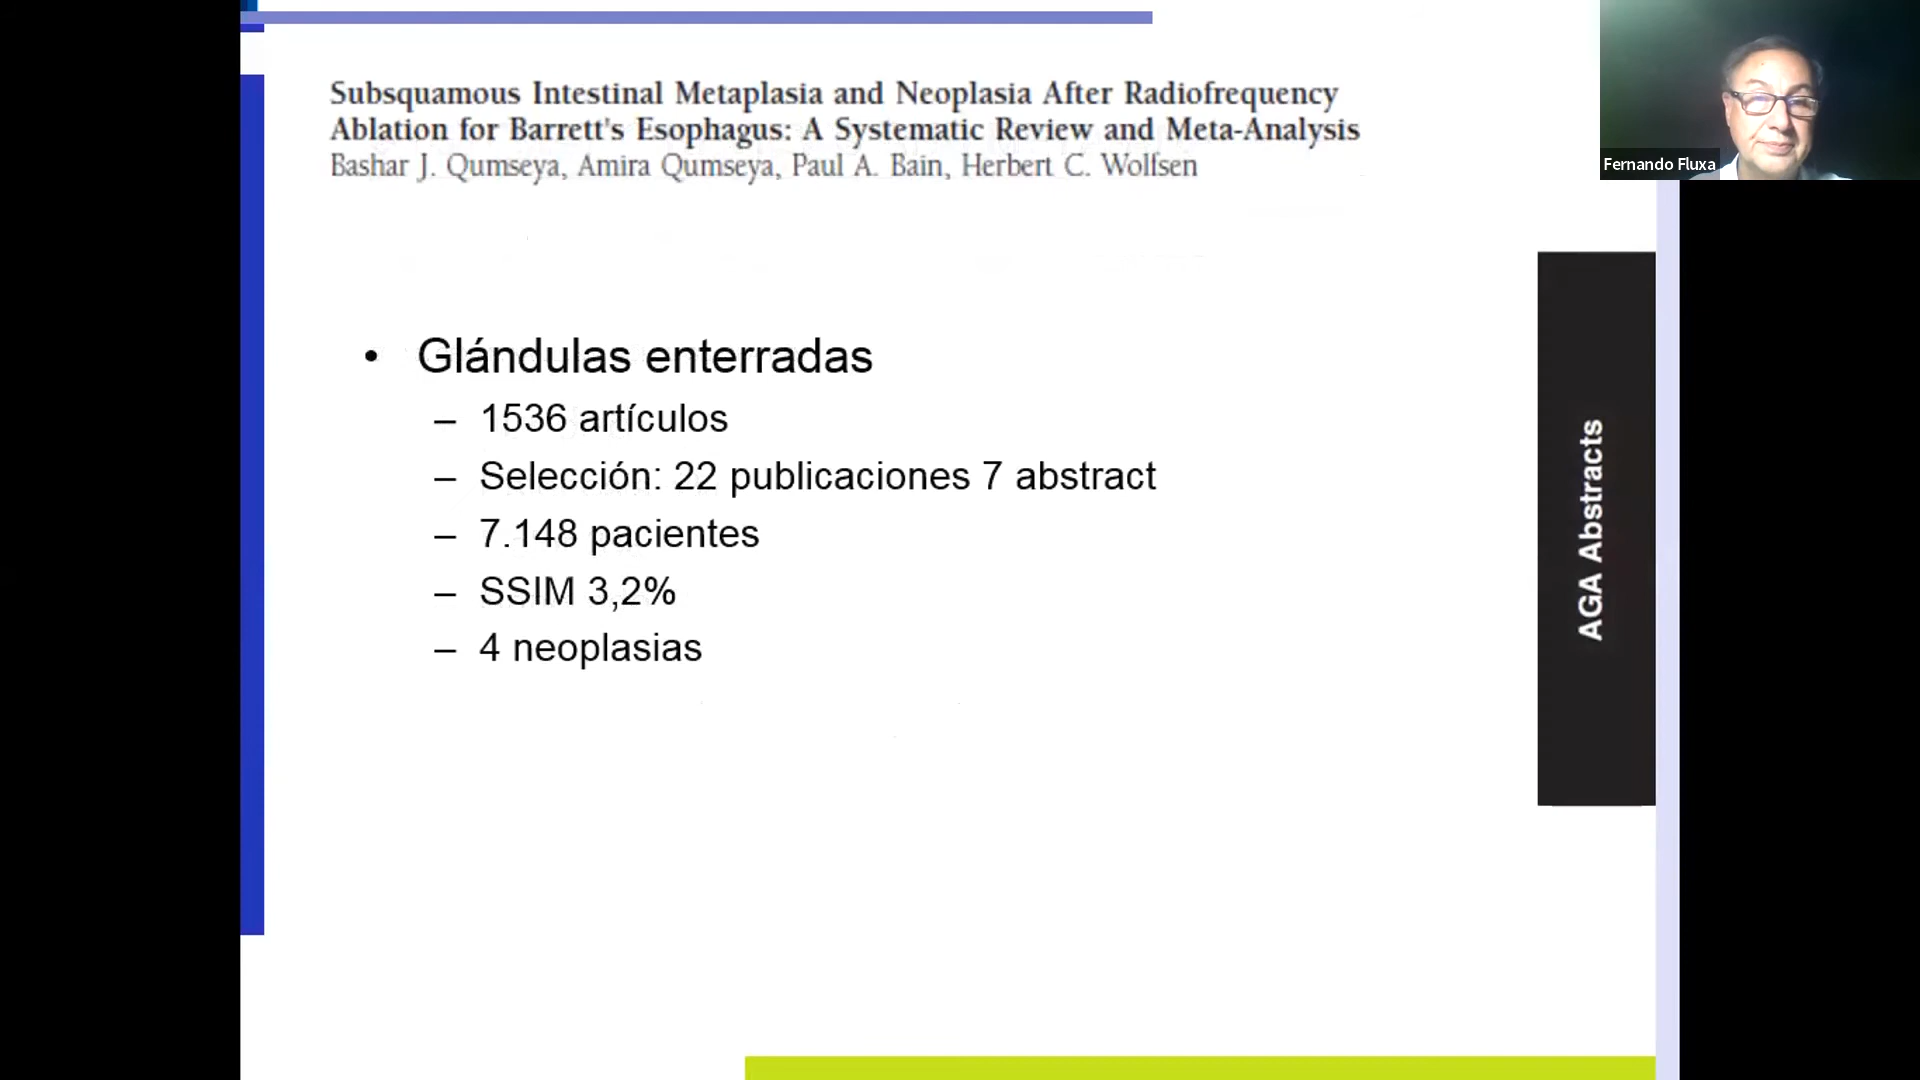 Subsquamous Intestinal Metaplasia and Neoplasia After Radiofrequency
Ablation for Barrett's Esophagus: A Systematic Review and Meta-Analysis
Bashar J. Qumseya, Amira Qumseya, Paul A. Bain, Herbert C. Wolfsen
Fernando Fluxa
• Glándulas enterradas
– 1536 artículos
– Selección: 22 publicaciones 7 abstract
– 7.148 pacientes
– SSIM 3,2%
– 4 neoplasias
AGA Abstracts